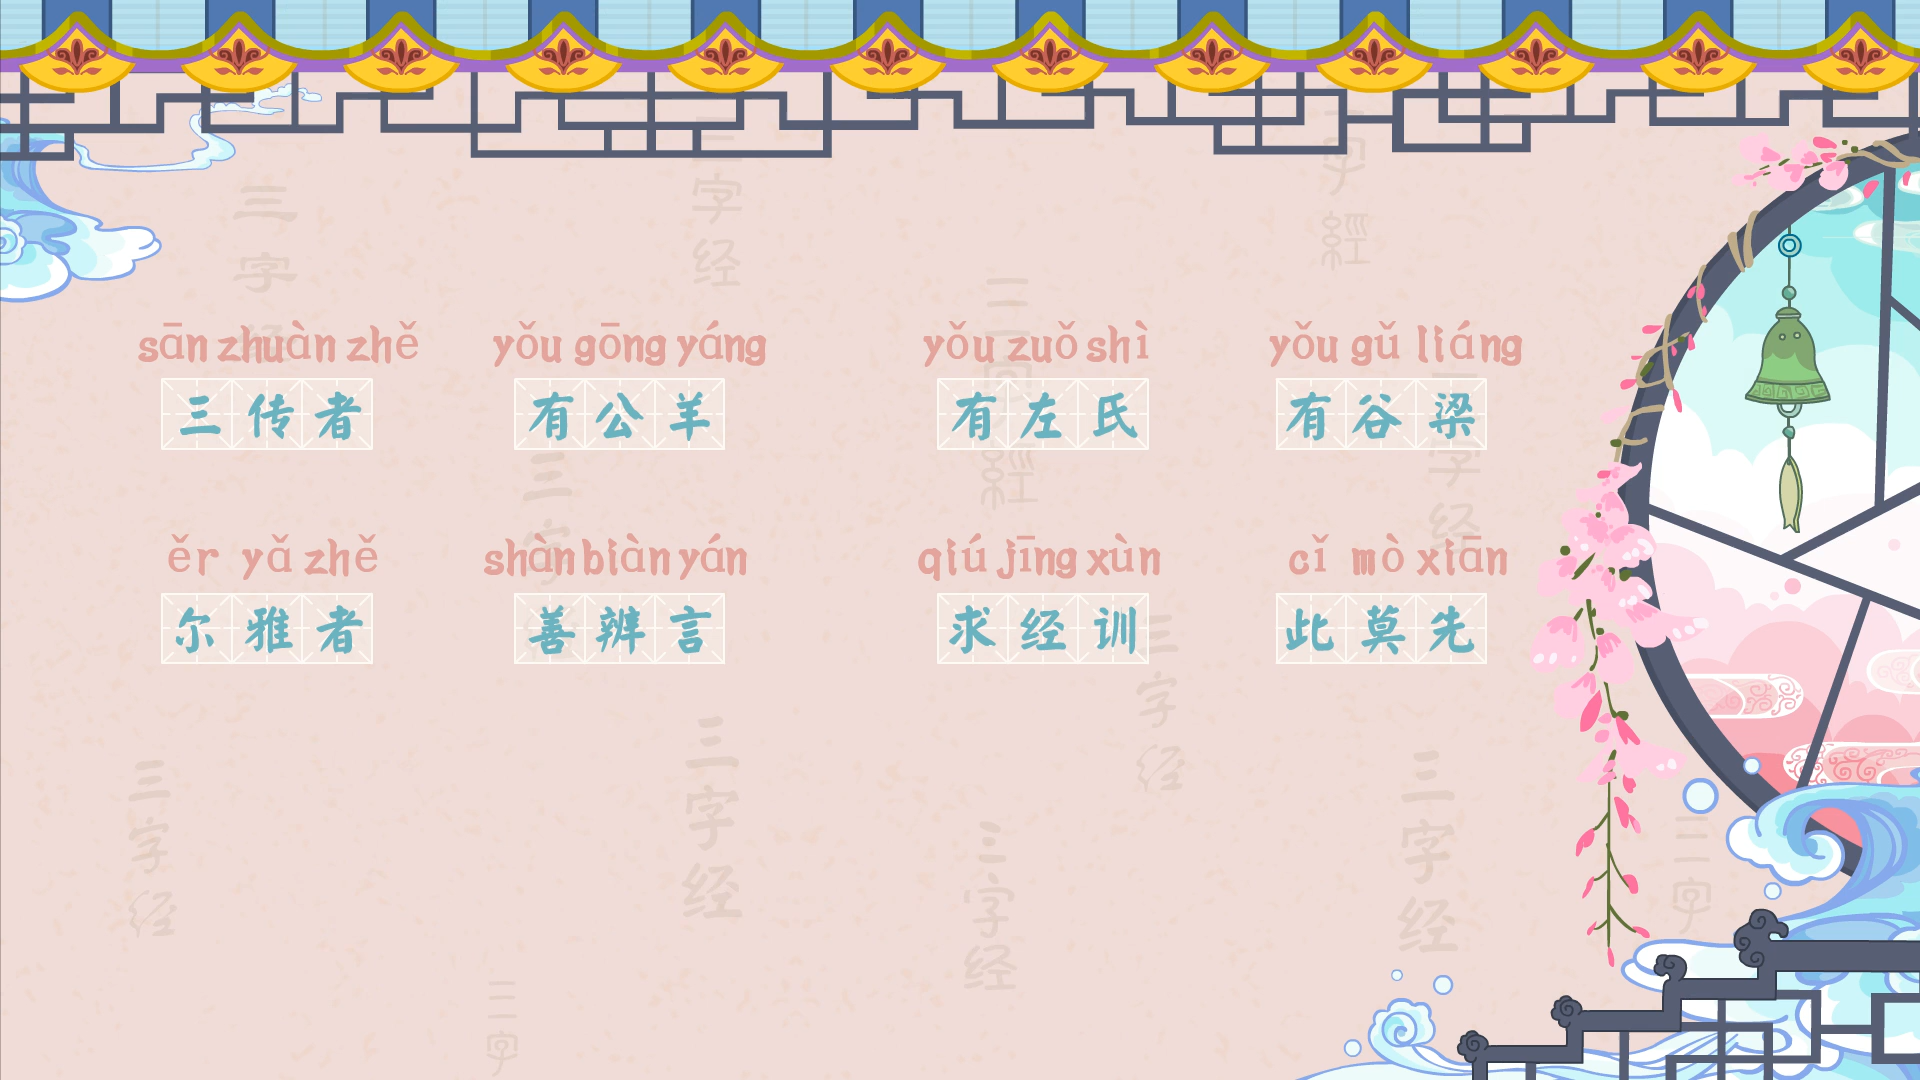 sān zhuàn zhě yǒu gōng yáng yǒu zuǒ shì yǒu gǔ liáng
三传者 有公羊 有左氏 有谷梁
ěr yǎ zhě shàn biàn yán qiú jīng xùn cǐ mò xiān
尔雅者 善辨言 求经训 此莫先